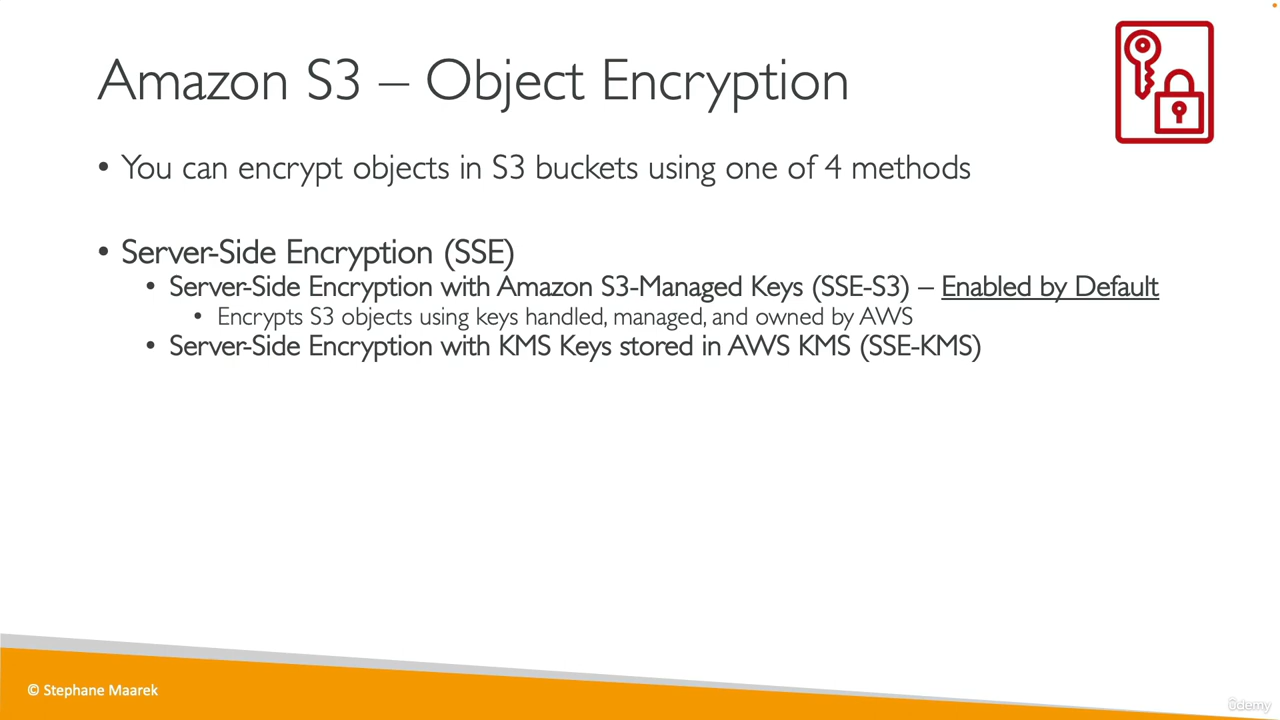 Amazon S3 – Object Encryption
• You can encrypt objects in S3 buckets using one of 4 methods
• Server-Side Encryption (SSE)
• Server-Side Encryption with Amazon S3-Managed Keys (SSE-S3) – Enabled by Default
• Encrypts S3 objects using keys handled, managed, and owned by AWS
• Server-Side Encryption with KMS Keys stored in AWS KMS (SSE-KMS)
© Stephane Maarek
ûdemy